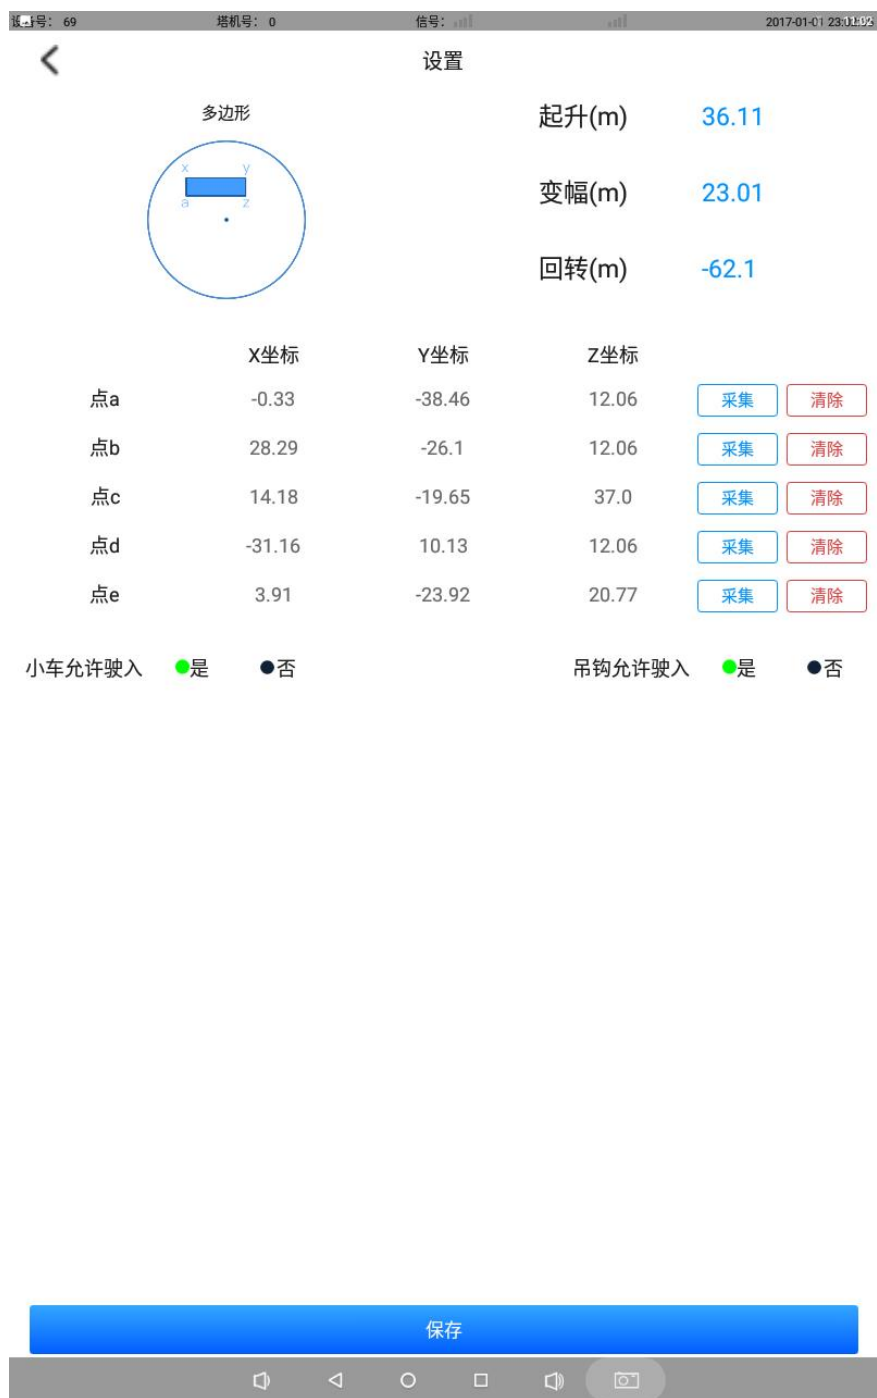 设备号： 69 塔机号： 0 信号： 2017-01-01 23:02:02
设置
多边形
x y
a z
起升(m) 36.11
变幅(m) 23.01
回转(m) -62.1
X坐标 Y坐标 Z坐标
点a -0.33 -38.46 12.06 采集 清除
点b 28.29 -26.1 12.06 采集 清除
点c 14.18 -19.65 37.0 采集 清除
点d -31.16 10.13 12.06 采集 清除
点e 3.91 -23.92 20.77 采集 清除
小车允许驶入 是 否 吊钩允许驶入 是 否
保存